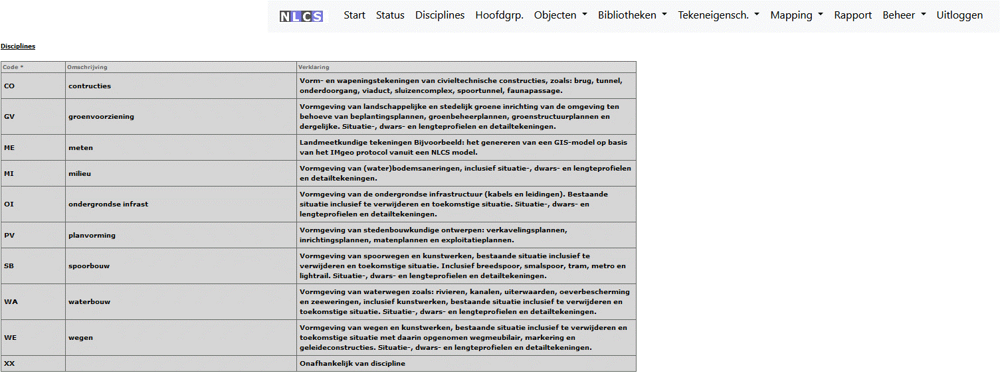 NLCS Start Status Disciplines Hoofdgrp. Objecten Bibliotheken Tekeneigensch. Mapping Rapport Beheer Uitloggen
Disciplines
Code * Omschrijving Verklaring
CO contructies Vorm- en wapeningstekeningen van civieltechnische constructies, zoals: brug, tunnel,
onderdoorgang, viaduct, sluizencomplex, spoortunnel, faunapassage.
GV groenvoorziening Vormgeving van landschappelijke en stedelijk groene inrichting van de omgeving ten
behoeve van beplantingsplannen, groenbeheerplannen, groenstructuurplannen en
dergelijke. Situatie-, dwars- en lengteprofielen en detailtekeningen.
ME meten Landmeetkundige tekeningen Bijvoorbeeld: het genereren van een GIS-model op basis
van het IMgeo protocol vanuit een NLCS model.
MI milieu Vormgeving van (water)bodemsaneringen, inclusief situatie-, dwars- en lengteprofielen
en detailtekeningen.
OI ondergrondse infrast Vormgeving van de ondergrondse infrastructuur (kabels en leidingen). Bestaande
situatie inclusief te verwijderen en toekomstige situatie. Situatie-, dwars- en
lengteprofielen en detailtekeningen.
PV planvorming Vormgeving van stedenbouwkundige ontwerpen: verkavelingsplannen,
inrichtingsplannen, matenplannen en exploitatieplannen.
SB spoorbouw Vormgeving van spoorwegen en kunstwerken, bestaande situatie inclusief te
verwijderen en toekomstige situatie. Inclusief breedspoor, smalspoor, tram, metro en
lightrail. Situatie-, dwars- en lengteprofielen en detailtekeningen.
WA waterbouw Vormgeving van waterwegen zoals: rivieren, kanalen, uiterwaarden, oeverbescherming
en zeeweringen, inclusief kunstwerken, bestaande situatie inclusief te verwijderen en
toekomstige situatie. Situatie-, dwars- en lengteprofielen en detailtekeningen.
WE wegen Vormgeving van wegen en kunstwerken, bestaande situatie inclusief te verwijderen en
toekomstige situatie met daarin opgenomen wegmeubilair, markering en
geleideconstructies. Situatie-, dwars- en lengteprofielen en detailtekeningen.
XX Onafhankelijk van discipline